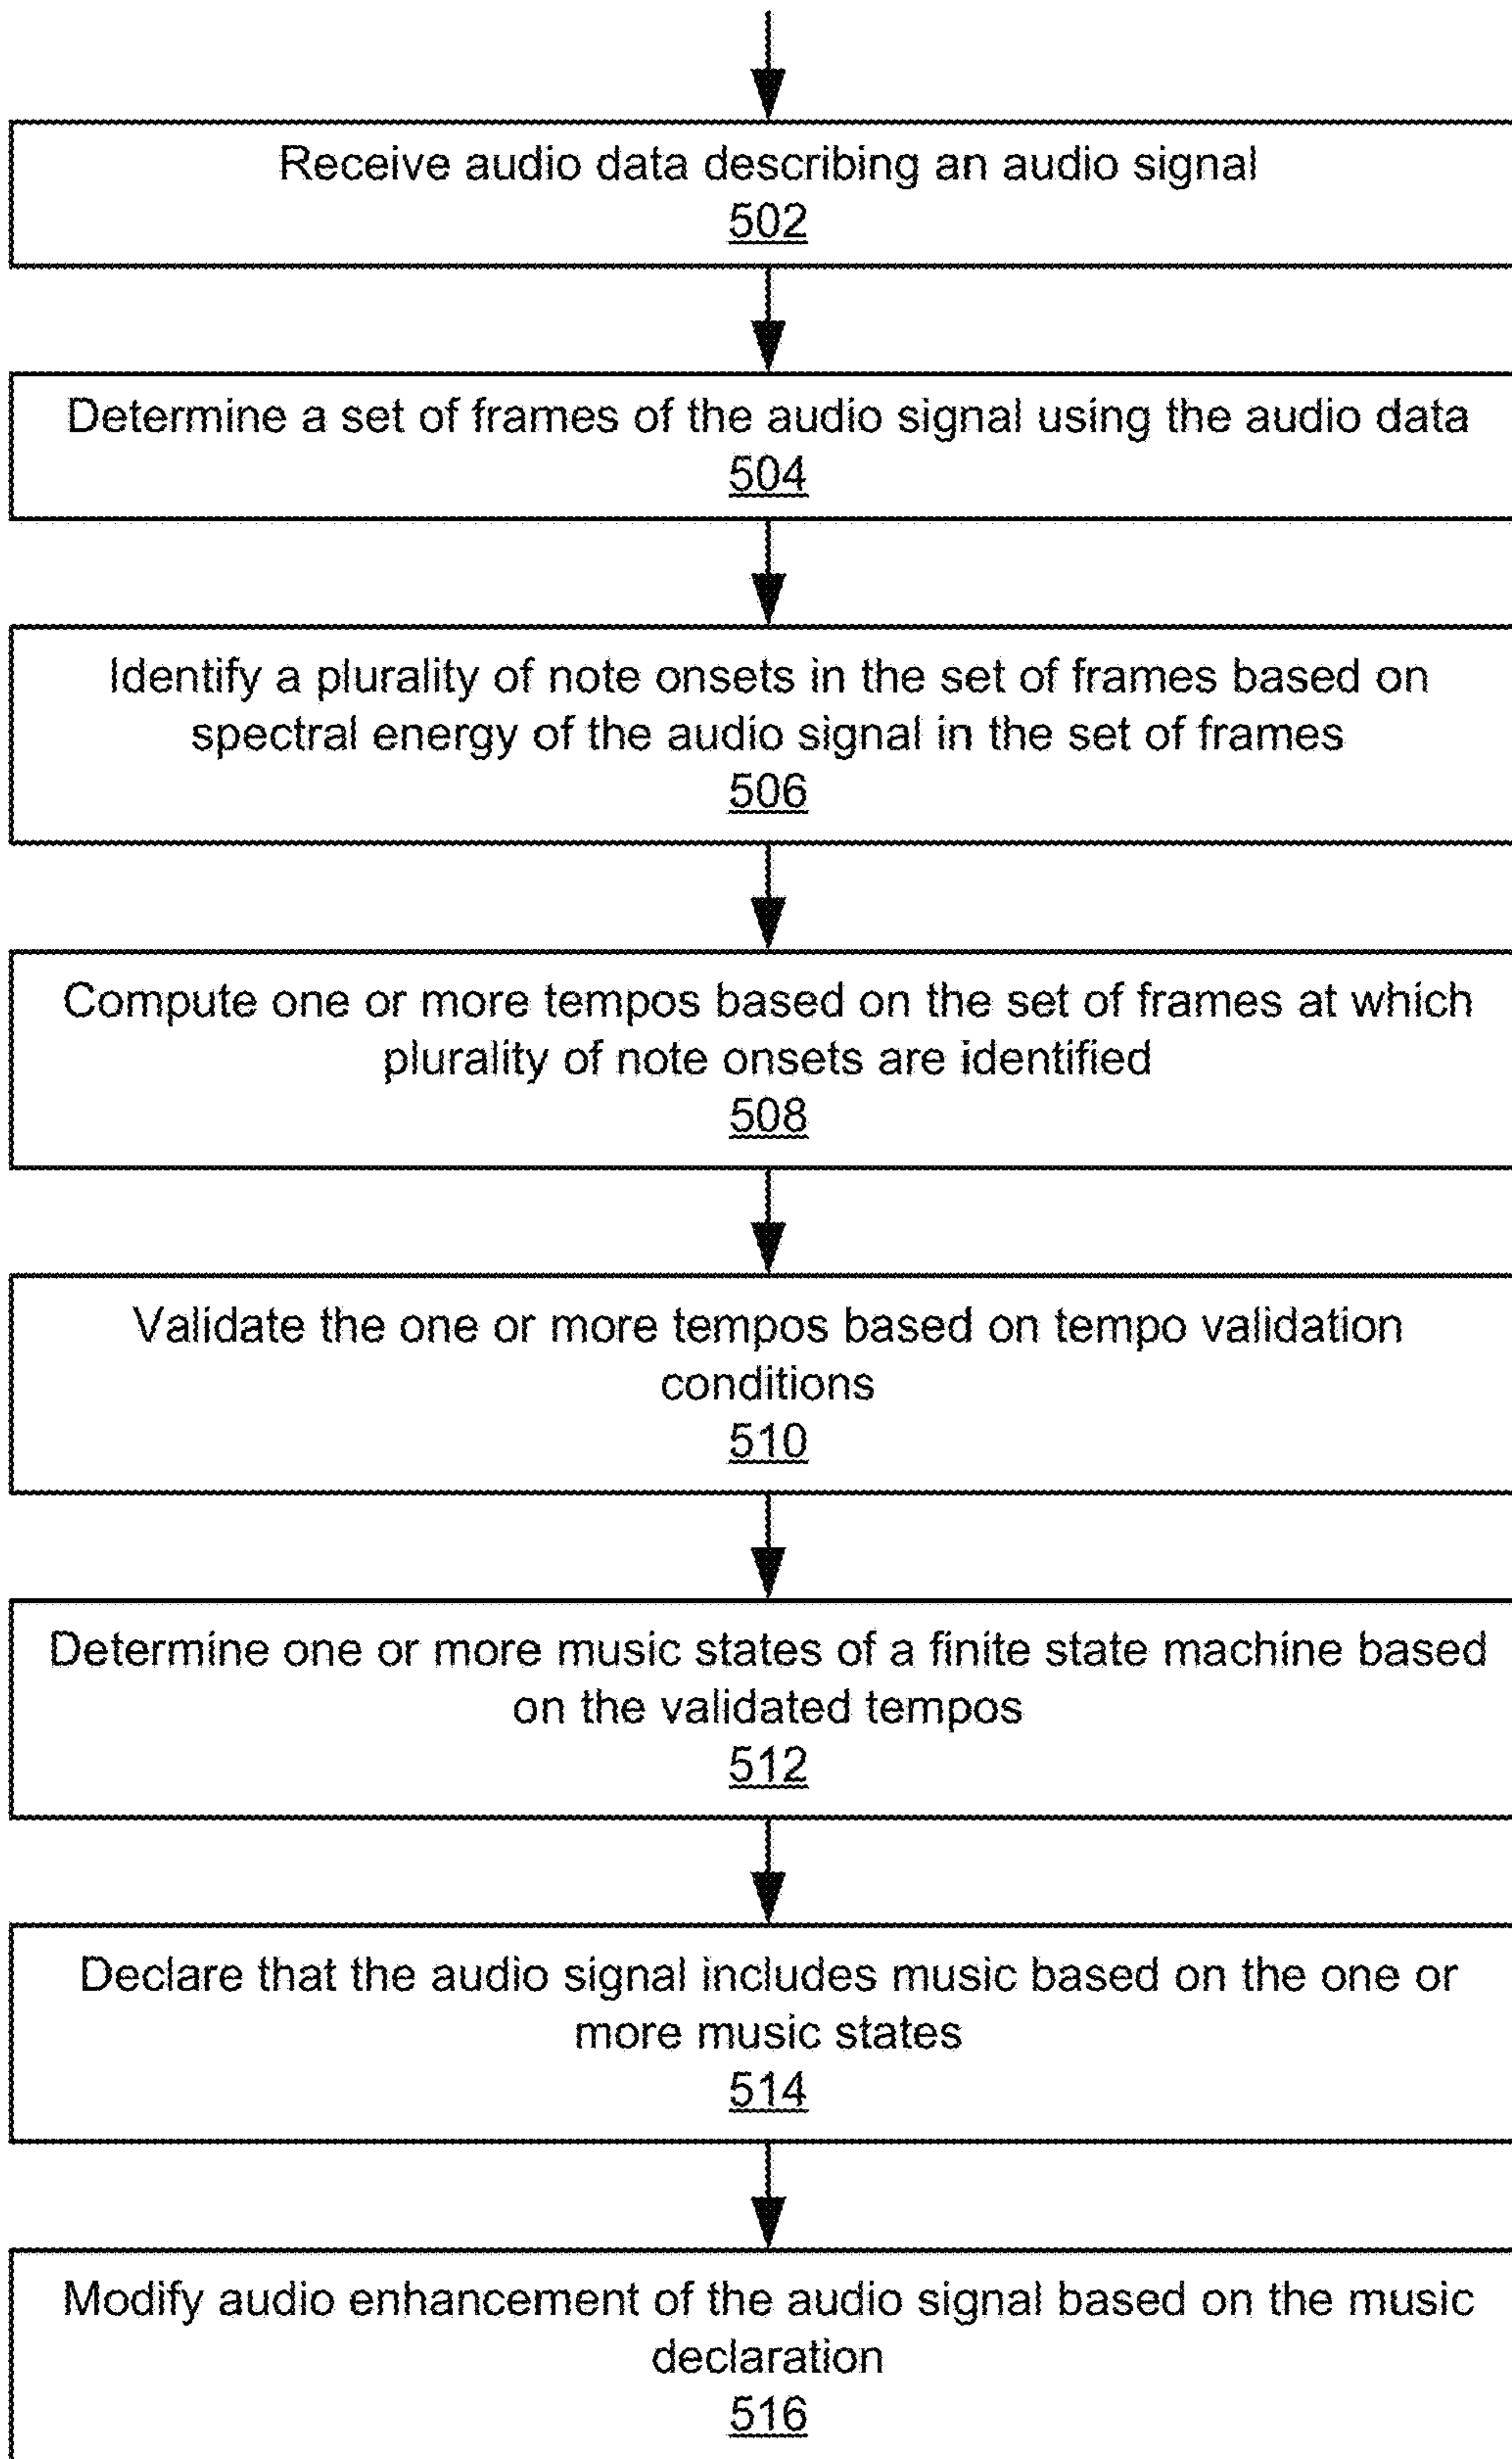 Receive audio data describing an audio signal
502
Determine a set of frames of the audio signal using the audio data
504
Identify a plurality of note onsets in the set of frames based on
spectral energy of the audio signal in the set of frames
506
Compute one or more tempos based on the set of frames at which
plurality of note onsets are identified
508
Validate the one or more tempos based on tempo validation
conditions
510
Determine one or more music states of a finite state machine based
on the validated tempos
512
Declare that the audio signal includes music based on the one or
more music states
514
Modify audio enhancement of the audio signal based on the music
declaration
516